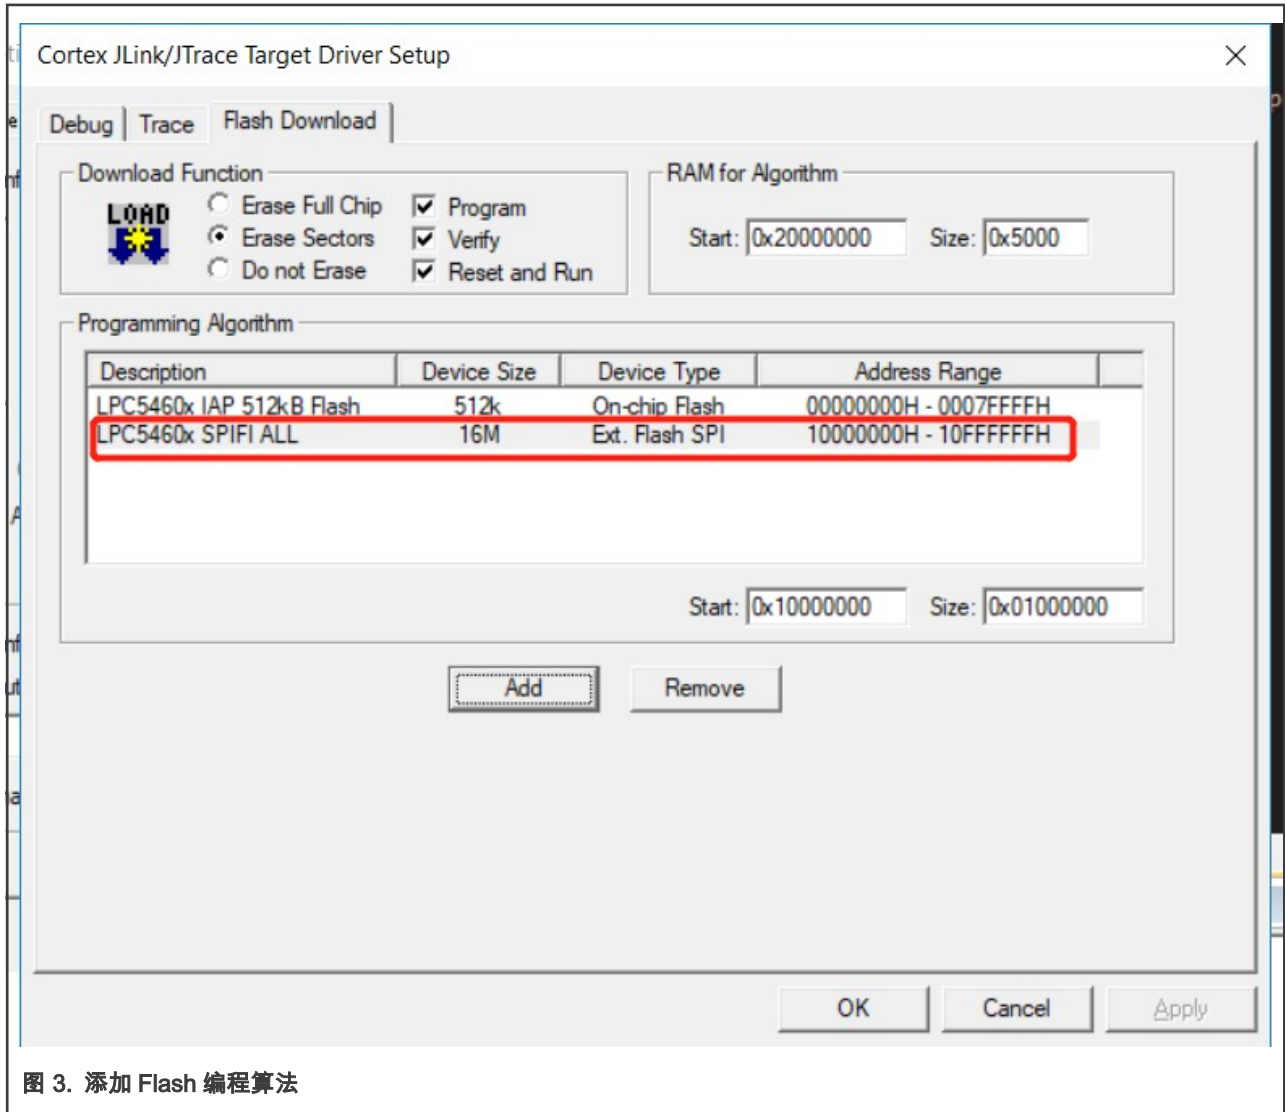 Cortex JLink/JTrace Target Driver Setup
Debug Trace Flash Download
Download Function
LOAD
Erase Full Chip
Erase Sectors
Do not Erase
Program
Verify
Reset and Run
RAM for Algorithm
Start: 0x20000000 Size: 0x5000
Programming Algorithm
Description Device Size Device Type Address Range
LPC5460x IAP 512kB Flash 512k On-chip Flash 00000000H - 0007FFFFH
LPC5460x SPIFI ALL 16M Ext. Flash SPI 10000000H - 10FFFFFFH
Start: 0x10000000 Size: 0x01000000
Add Remove
OK Cancel Apply
图 3. 添加 Flash 编程算法